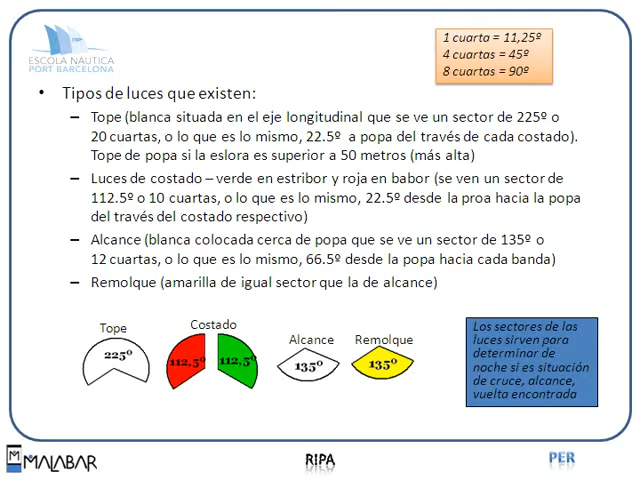 1 cuarta = 11,25º
4 cuartas = 45º
8 cuartas = 90º
ESCOLA NÀUTICA
PORT BARCELONA
• Tipos de luces que existen:
– Tope (blanca situada en el eje longitudinal que se ve un sector de 225º o
20 cuartas, o lo que es lo mismo, 22.5º a popa del través de cada costado).
Tope de popa si la eslora es superior a 50 metros (más alta)
– Luces de costado – verde en estribor y roja en babor (se ven un sector de
112.5º o 10 cuartas, o lo que es lo mismo, 22.5º desde la proa hacia la popa
del través del costado respectivo)
– Alcance (blanca colocada cerca de popa que se ve un sector de 135º o
12 cuartas, o lo que es lo mismo, 66.5º desde la popa hacia cada banda)
– Remolque (amarilla de igual sector que la de alcance)
Tope
Costado
Alcance
Remolque
225º
112,5º
112,5º
135º
135º
Los sectores de las
luces sirven para
determinar de
noche si es situación
de cruce, alcance,
vuelta encontrada
MALABAR
RIPA
PER